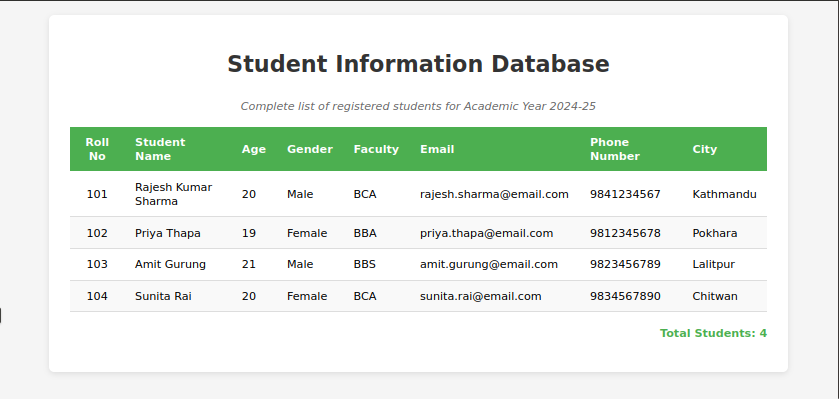 Student Information Database
Complete list of registered students for Academic Year 2024-25
Roll No Student Name Age Gender Faculty Email Phone Number City
101 Rajesh Kumar Sharma 20 Male BCA rajesh.sharma@email.com 9841234567 Kathmandu
102 Priya Thapa 19 Female BBA priya.thapa@email.com 9812345678 Pokhara
103 Amit Gurung 21 Male BBS amit.gurung@email.com 9823456789 Lalitpur
104 Sunita Rai 20 Female BCA sunita.rai@email.com 9834567890 Chitwan
Total Students: 4